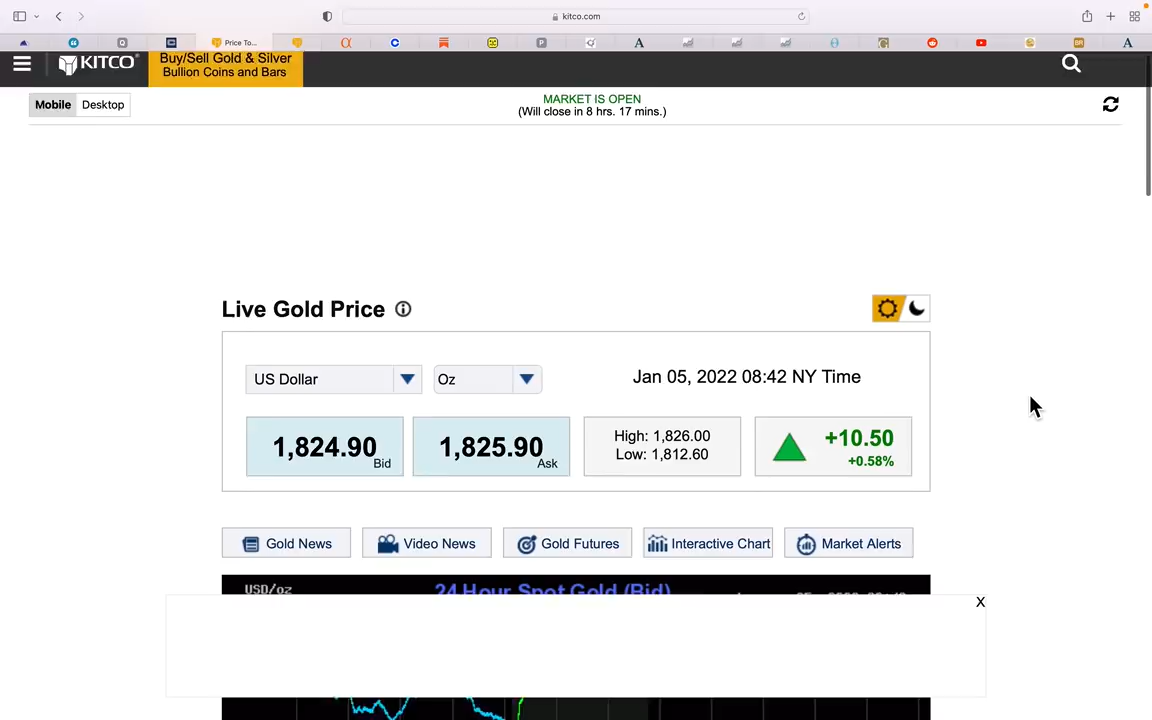 kitco.com
Price To...
KITCO
Buy/Sell Gold & Silver
Bullion Coins and Bars
Mobile
Desktop
MARKET IS OPEN
(Will close in 8 hrs. 17 mins.)
Live Gold Price
US Dollar
Oz
Jan 05, 2022 08:42 NY Time
1,824.90
Bid
1,825.90
Ask
High: 1,826.00
Low: 1,812.60
+10.50
+0.58%
Gold News
Video News
Gold Futures
Interactive Chart
Market Alerts
USD/oz
24 Hour Spot Gold (Bid)
X